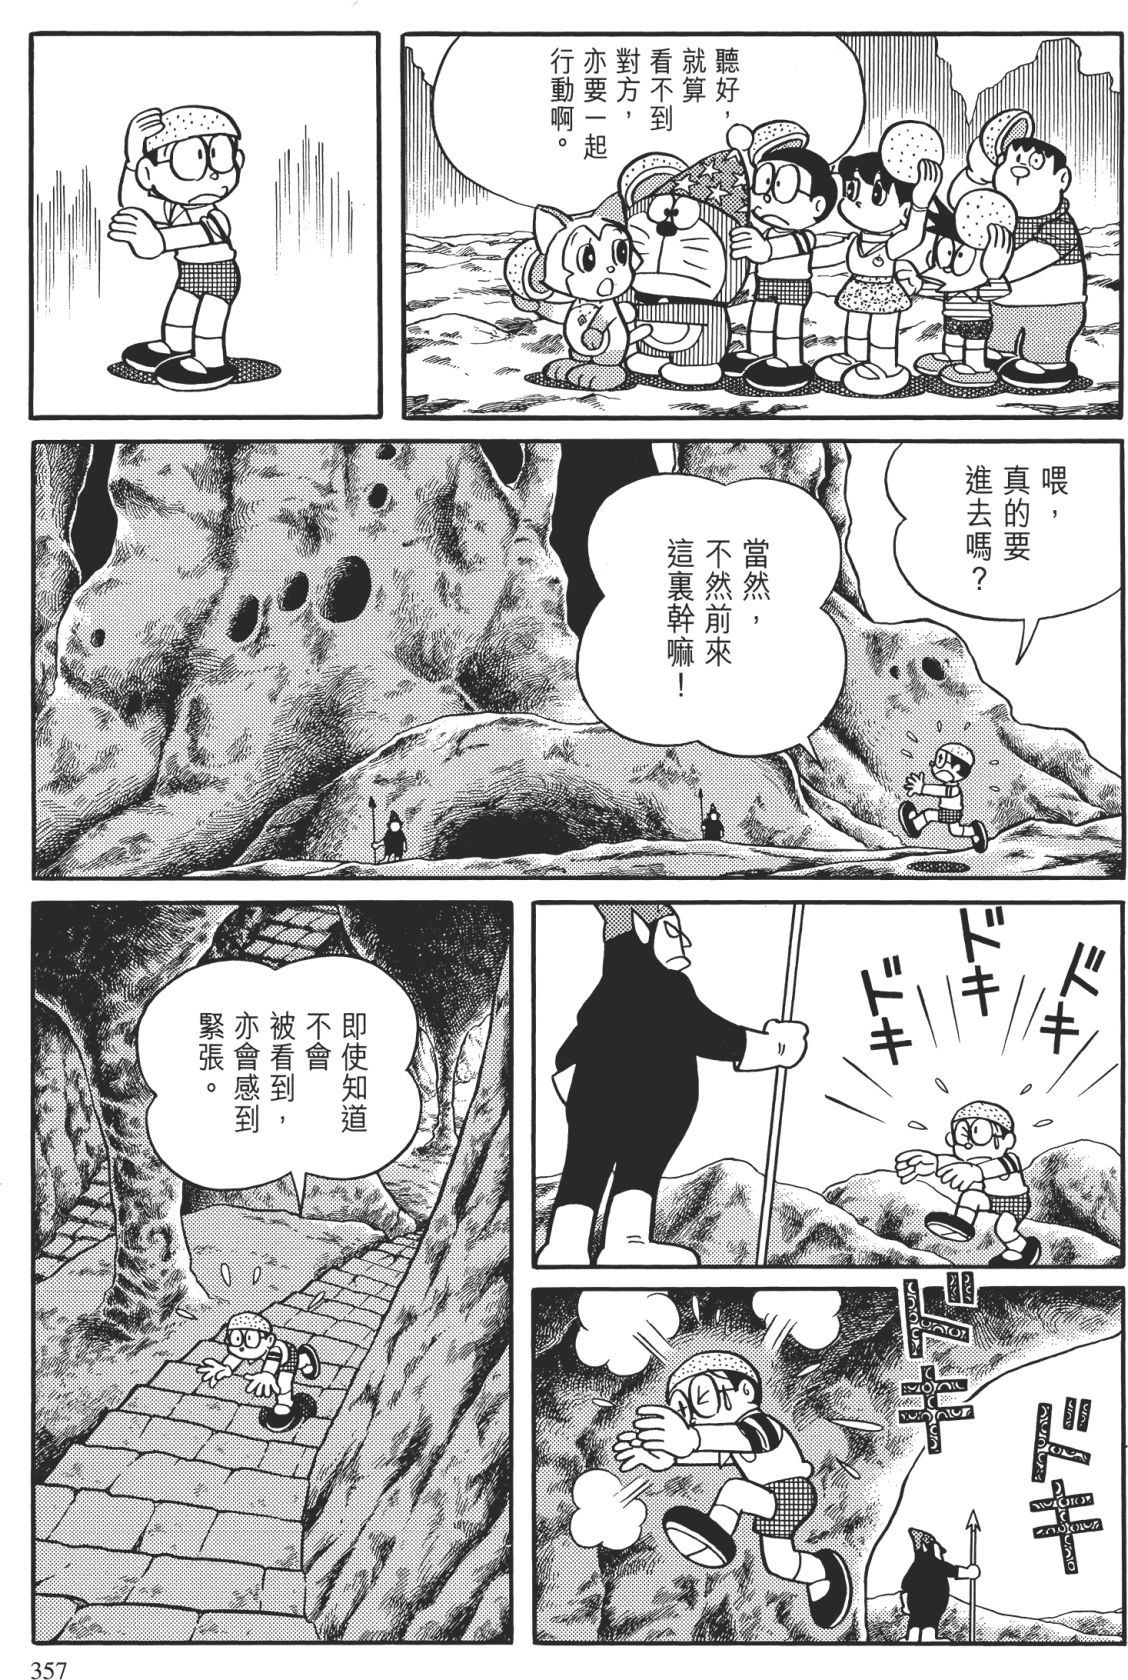 聽好，
就算
看不到
對方，
亦要一起
行動啊。
喂，
真的要
進去嗎？
當然，
不然前來
這裏幹嘛！
ドキ
ドキ
ドキ
ドキ
ドキ
即使知道
不會
被看到，
亦會感到
緊張。
357